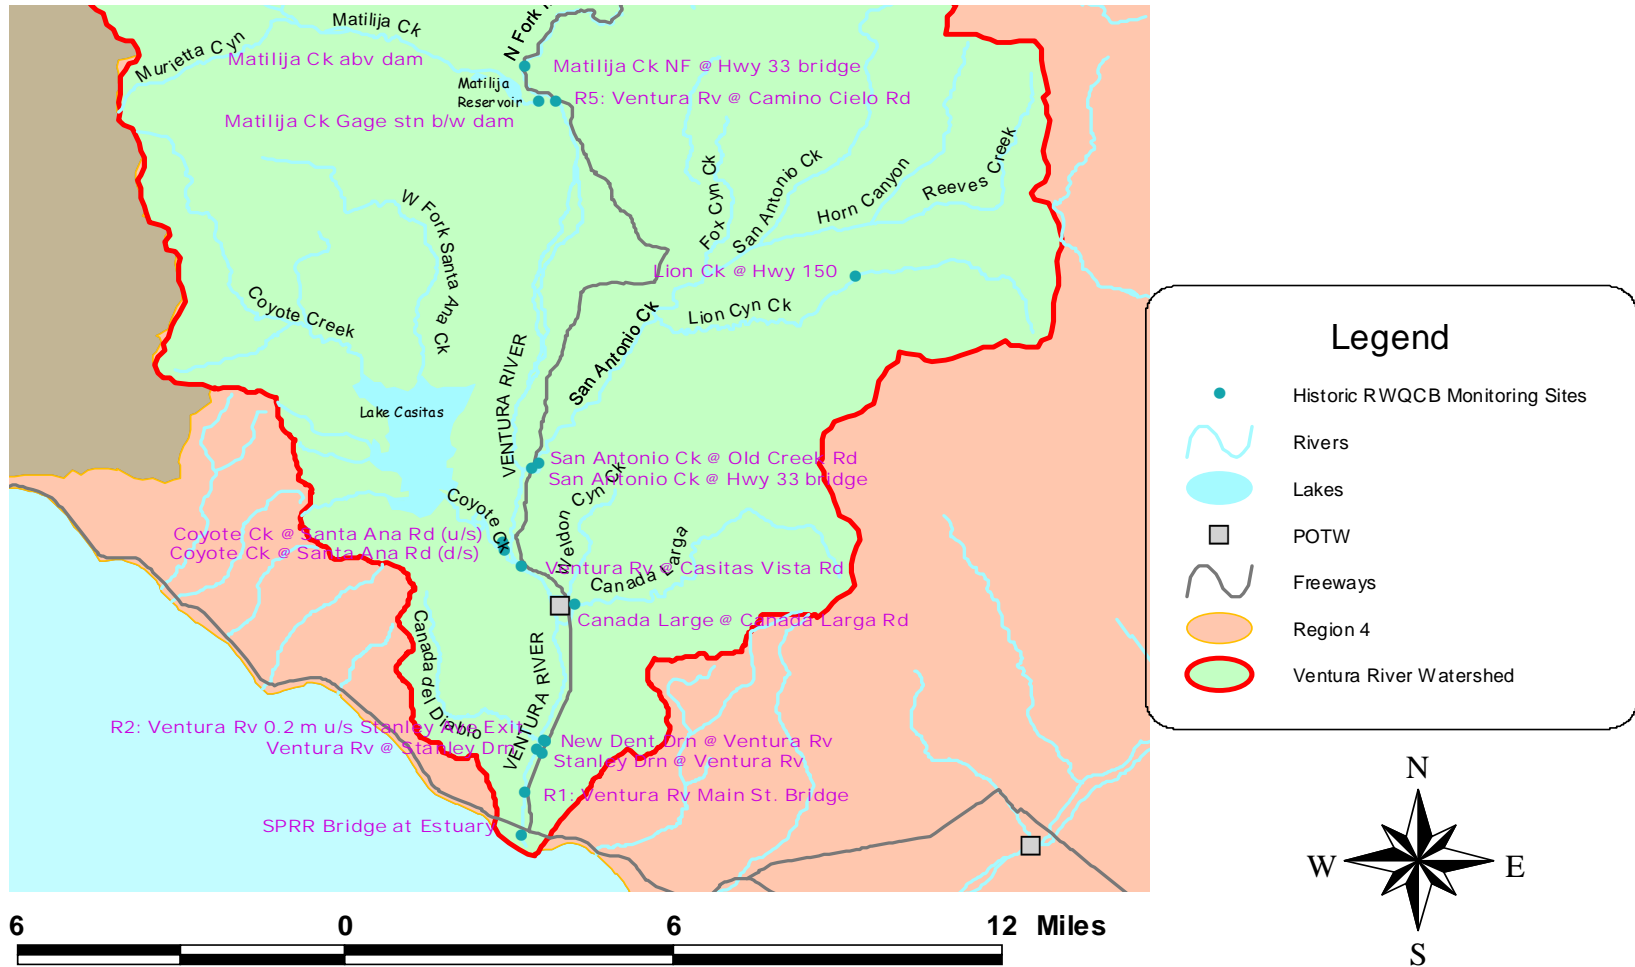 Matilija Ck
N Fork
Murietta Cyn
Matilija Ck abv dam
Matilija Ck NF @ Hwy 33 bridge
Matilija
Reservoir
R5: Ventura Rv @ Camino Cielo Rd
Matilija Ck Gage stn b/w dam
Fox Cyn Ck
San Antonio Ck
Horn Canyon
Reeves Creek
W Fork Santa Ana Ck
Lion Ck @ Hwy 150
Coyote Creek
Lion Cyn Ck
San Antonio Ck
VENTURA RIVER
Lake Casitas
San Antonio Ck @ Old Creek Rd
San Antonio Ck @ Hwy 33 bridge
Weldon Cyn Ck
Coyote Ck
Coyote Ck @ Santa Ana Rd (u/s)
Coyote Ck @ Santa Ana Rd (d/s)
Ventura Rv @ Casitas Vista Rd
Canada Larga
Canada Large @ Canada Larga Rd
Canada del Diablo
VENTURA RIVER
R2: Ventura Rv 0.2 m u/s Stanley Ave Exit
Ventura Rv @ Stanley Drn
New Dent Drn @ Ventura Rv
Stanley Drn @ Ventura Rv
R1: Ventura Rv Main St. Bridge
SPRR Bridge at Estuary
Legend
Historic RWQCB Monitoring Sites
Rivers
Lakes
POTW
Freeways
Region 4
Ventura River Watershed
N
W E
S
6 0 6 12 Miles